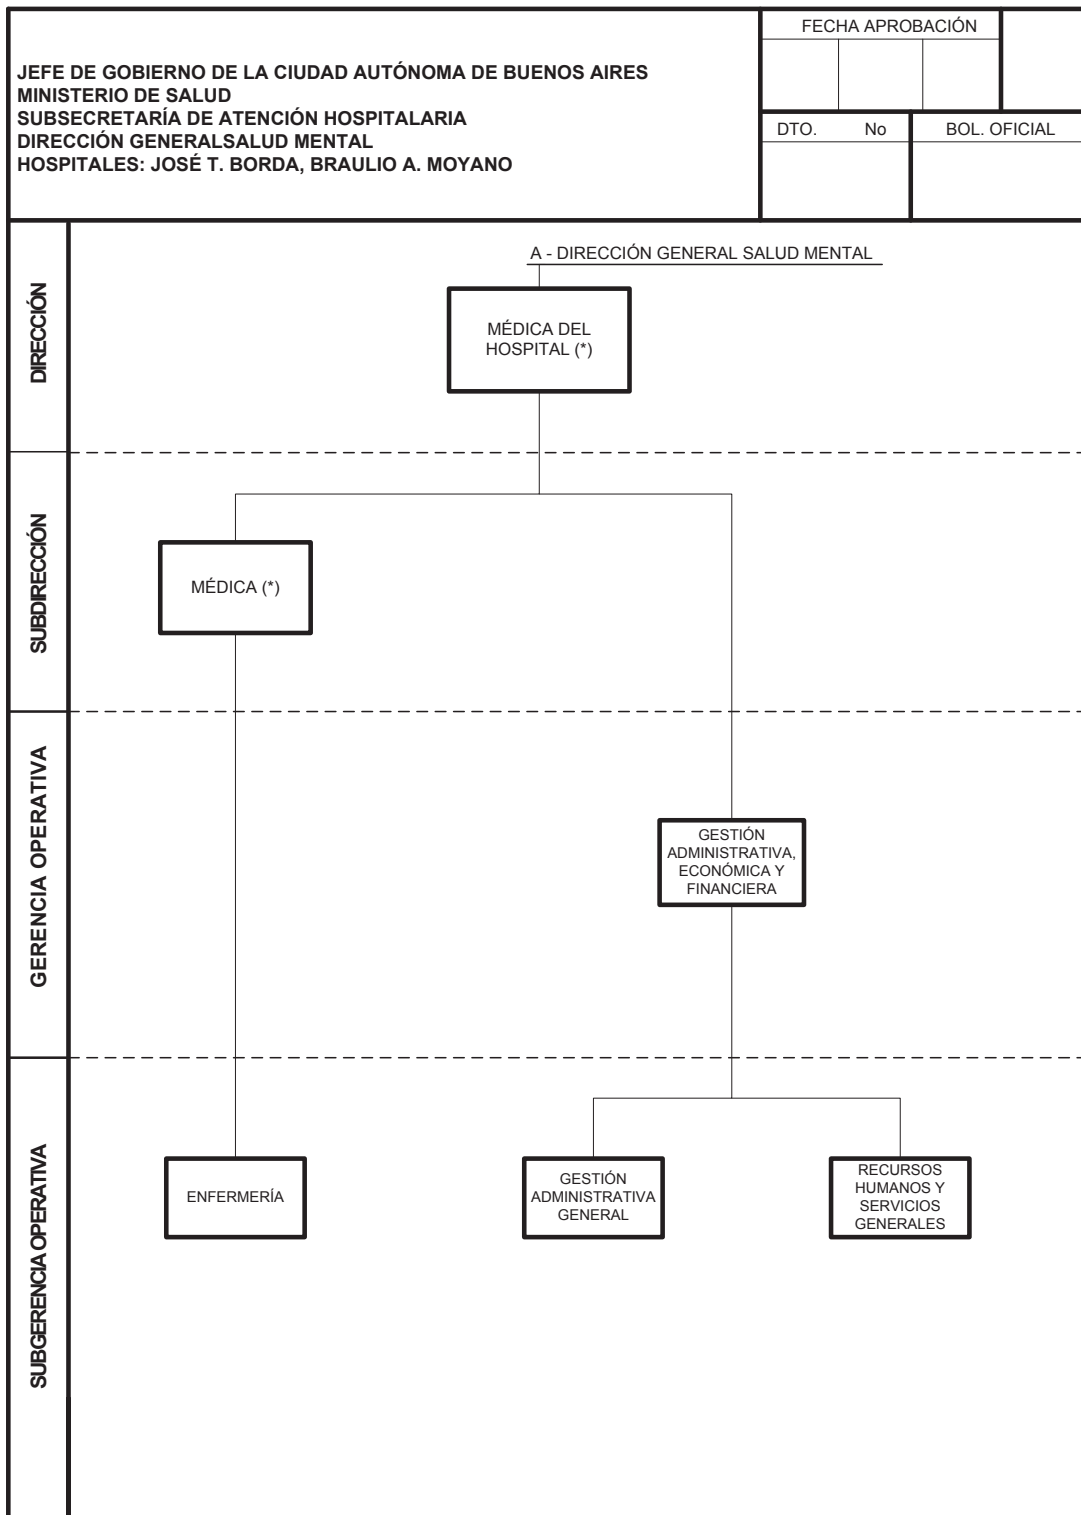 JEFE DE GOBIERNO DE LA CIUDAD AUTÓNOMA DE BUENOS AIRES
MINISTERIO DE SALUD
SUBSECRETARÍA DE ATENCIÓN HOSPITALARIA
DIRECCIÓN GENERALSALUD MENTAL
HOSPITALES: JOSÉ T. BORDA, BRAULIO A. MOYANO
FECHA APROBACIÓN
DTO. No
BOL. OFICIAL
DIRECCIÓN
A - DIRECCIÓN GENERAL SALUD MENTAL
MÉDICA DEL
HOSPITAL (*)
SUBDIRECCIÓN
MÉDICA (*)
GERENCIA OPERATIVA
GESTIÓN
ADMINISTRATIVA,
ECONÓMICA Y
FINANCIERA
SUBGERENCIA OPERATIVA
ENFERMERÍA
GESTIÓN
ADMINISTRATIVA
GENERAL
RECURSOS
HUMANOS Y
SERVICIOS
GENERALES